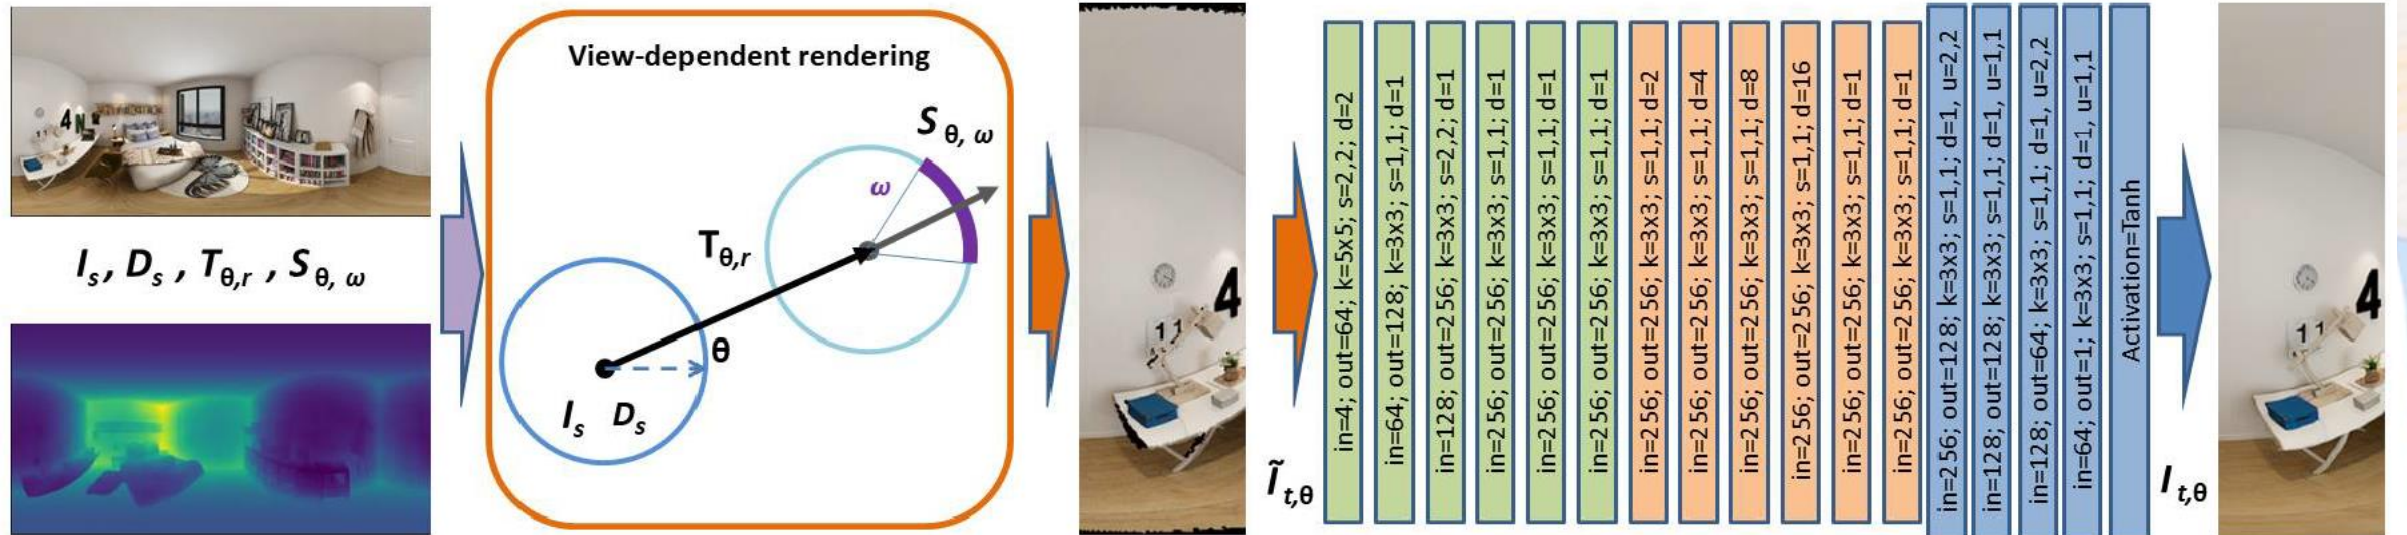 I_s, D_s , T_θ,r , S_θ, ω
View-dependent rendering
S_θ, ω
ω
T_θ,r
θ
I_s D_s
4
1 1
Ĩ_t,θ
in=4; out=64; k=5x5; s=2,2; d=2
in=64; out=128; k=3x3; s=1,1; d=1
in=128; out=256; k=3x3; s=2,2; d=1
in=256; out=256; k=3x3; s=1,1; d=1
in=256; out=256; k=3x3; s=1,1; d=1
in=256; out=256; k=3x3; s=1,1; d=1
in=256; out=256; k=3x3; s=1,1; d=2
in=256; out=256; k=3x3; s=1,1; d=4
in=256; out=256; k=3x3; s=1,1; d=8
in=256; out=256; k=3x3; s=1,1; d=16
in=256; out=256; k=3x3; s=1,1; d=1
in=256; out=256; k=3x3; s=1,1; d=1
in=256; out=128; k=3x3; s=1,1; d=1, u=2,2
in=128; out=128; k=3x3; s=1,1; d=1, u=1,1
in=128; out=64; k=3x3; s=1,1; d=1, u=2,2
in=64; out=1; k=3x3; s=1,1; d=1, u=1,1
Activation=Tanh
I_t,θ
4
1 1